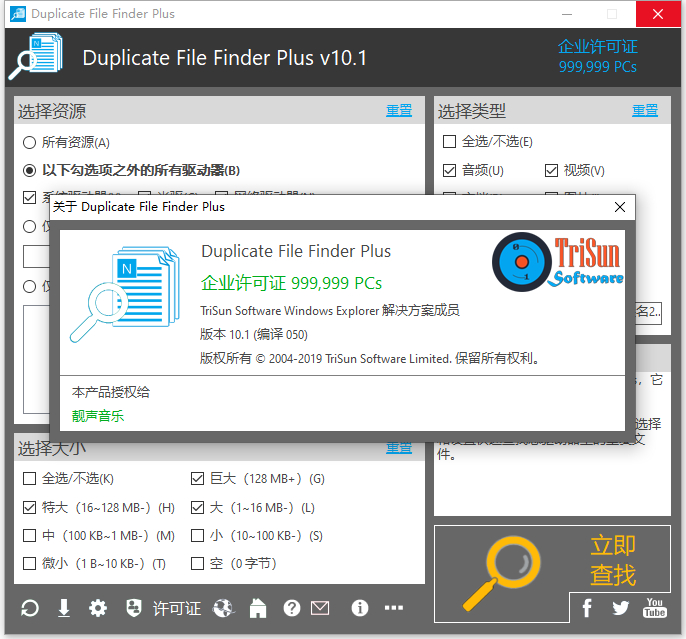 Duplicate File Finder Plus
Duplicate File Finder Plus v10.1
企业许可证
999,999 PCs
选择资源 重置
所有资源(A)
以下勾选项之外的所有驱动器(B)
选择类型 重置
全选/不选(E)
音频(U) 视频(V)
关于 Duplicate File Finder Plus
N
Duplicate File Finder Plus
企业许可证 999,999 PCs
TriSun Software Windows Explorer 解决方案成员
版本 10.1 (编译 050)
版权所有 © 2004-2019 TriSun Software Limited. 保留所有权利。
TriSun
Software
本产品授权给
靓声音乐
名2..
，它
选择
件。
选择大小 重置
全选/不选(K) 巨大（128 MB+）(G)
特大（16~128 MB-）(H) 大（1~16 MB-）(L)
中（100 KB~1 MB-）(M) 小（10~100 KB-）(S)
微小（1 B~10 KB-）(T) 空（0 字节）
立即
查找
许可证
You
Tube